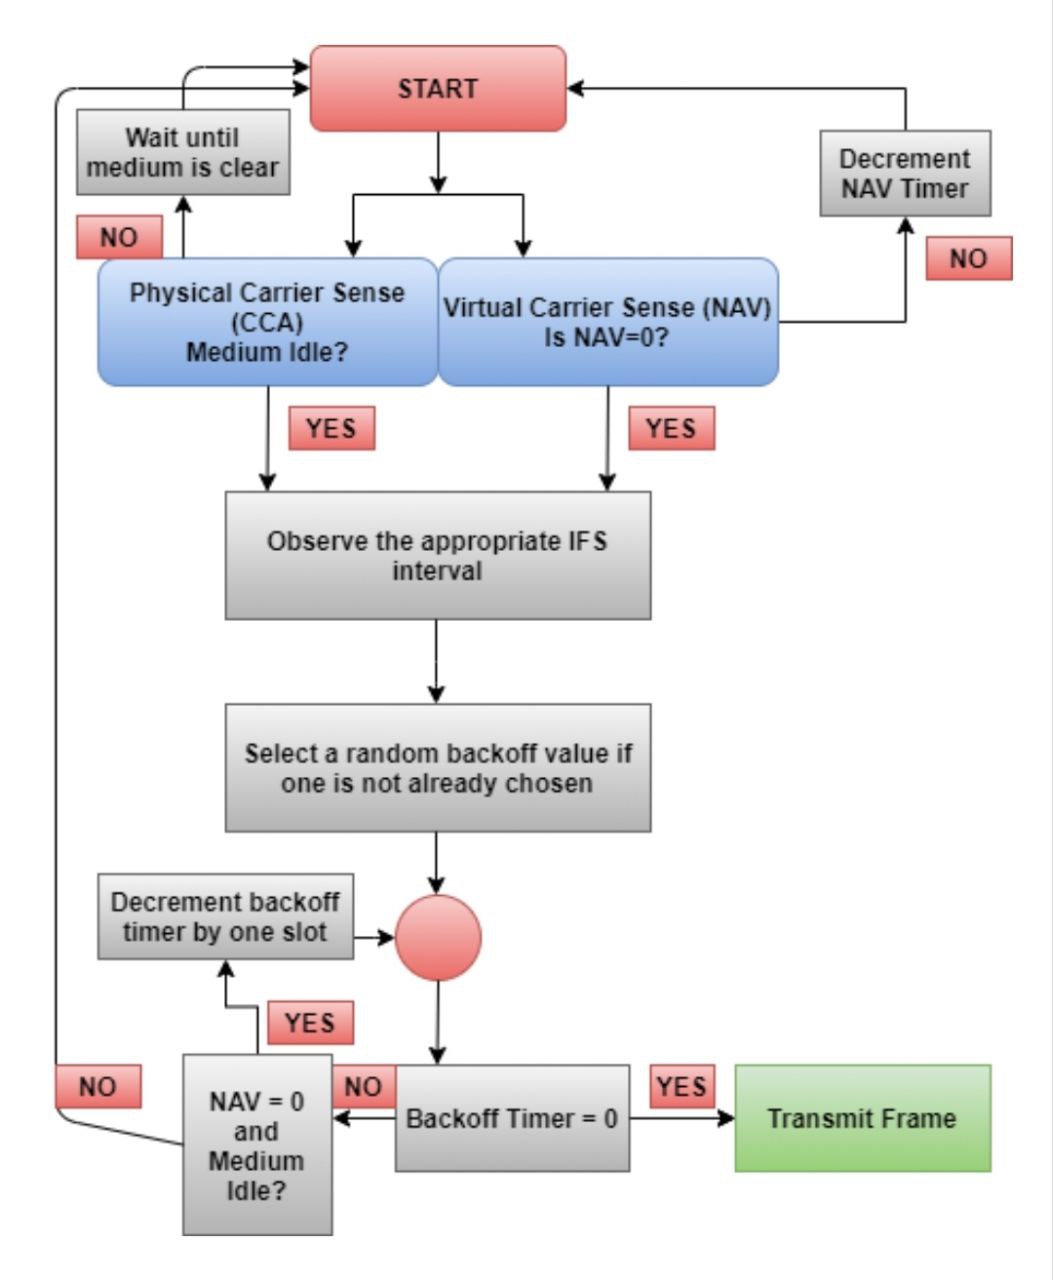 START
Wait until
medium is clear
Decrement
NAV Timer
NO
NO
Physical Carrier Sense
(CCA)
Medium Idle?
Virtual Carrier Sense (NAV)
Is NAV=0?
YES
YES
Observe the appropriate IFS
interval
Select a random backoff value if
one is not already chosen
Decrement backoff
timer by one slot
YES
NO
NAV = 0
and
Medium
Idle?
NO
Backoff Timer = 0
YES
Transmit Frame